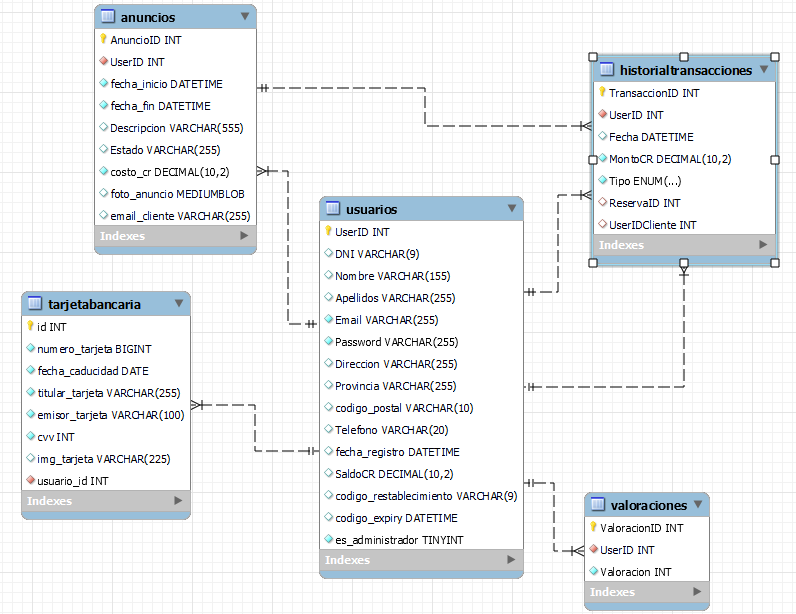 anuncios
AnuncioID INT
UserID INT
fecha_inicio DATETIME
fecha_fin DATETIME
Descripcion VARCHAR(555)
Estado VARCHAR(255)
costo_cr DECIMAL(10,2)
foto_anuncio MEDIUMBLOB
email_cliente VARCHAR(255)
Indexes
historialtransacciones
TransaccionID INT
UserID INT
Fecha DATETIME
MontoCR DECIMAL(10,2)
Tipo ENUM(...)
ReservaID INT
UserIDCliente INT
Indexes
usuarios
UserID INT
DNI VARCHAR(9)
Nombre VARCHAR(155)
Apellidos VARCHAR(255)
Email VARCHAR(255)
Password VARCHAR(255)
Direccion VARCHAR(255)
Provincia VARCHAR(255)
codigo_postal VARCHAR(10)
Telefono VARCHAR(20)
fecha_registro DATETIME
SaldoCR DECIMAL(10,2)
codigo_restablecimiento VARCHAR(9)
codigo_expiry DATETIME
es_administrador TINYINT
Indexes
tarjetabancaria
id INT
numero_tarjeta BIGINT
fecha_caducidad DATE
titular_tarjeta VARCHAR(255)
emisor_tarjeta VARCHAR(100)
cvv INT
img_tarjeta VARCHAR(225)
usuario_id INT
Indexes
valoraciones
ValoracionID INT
UserID INT
Valoracion INT
Indexes